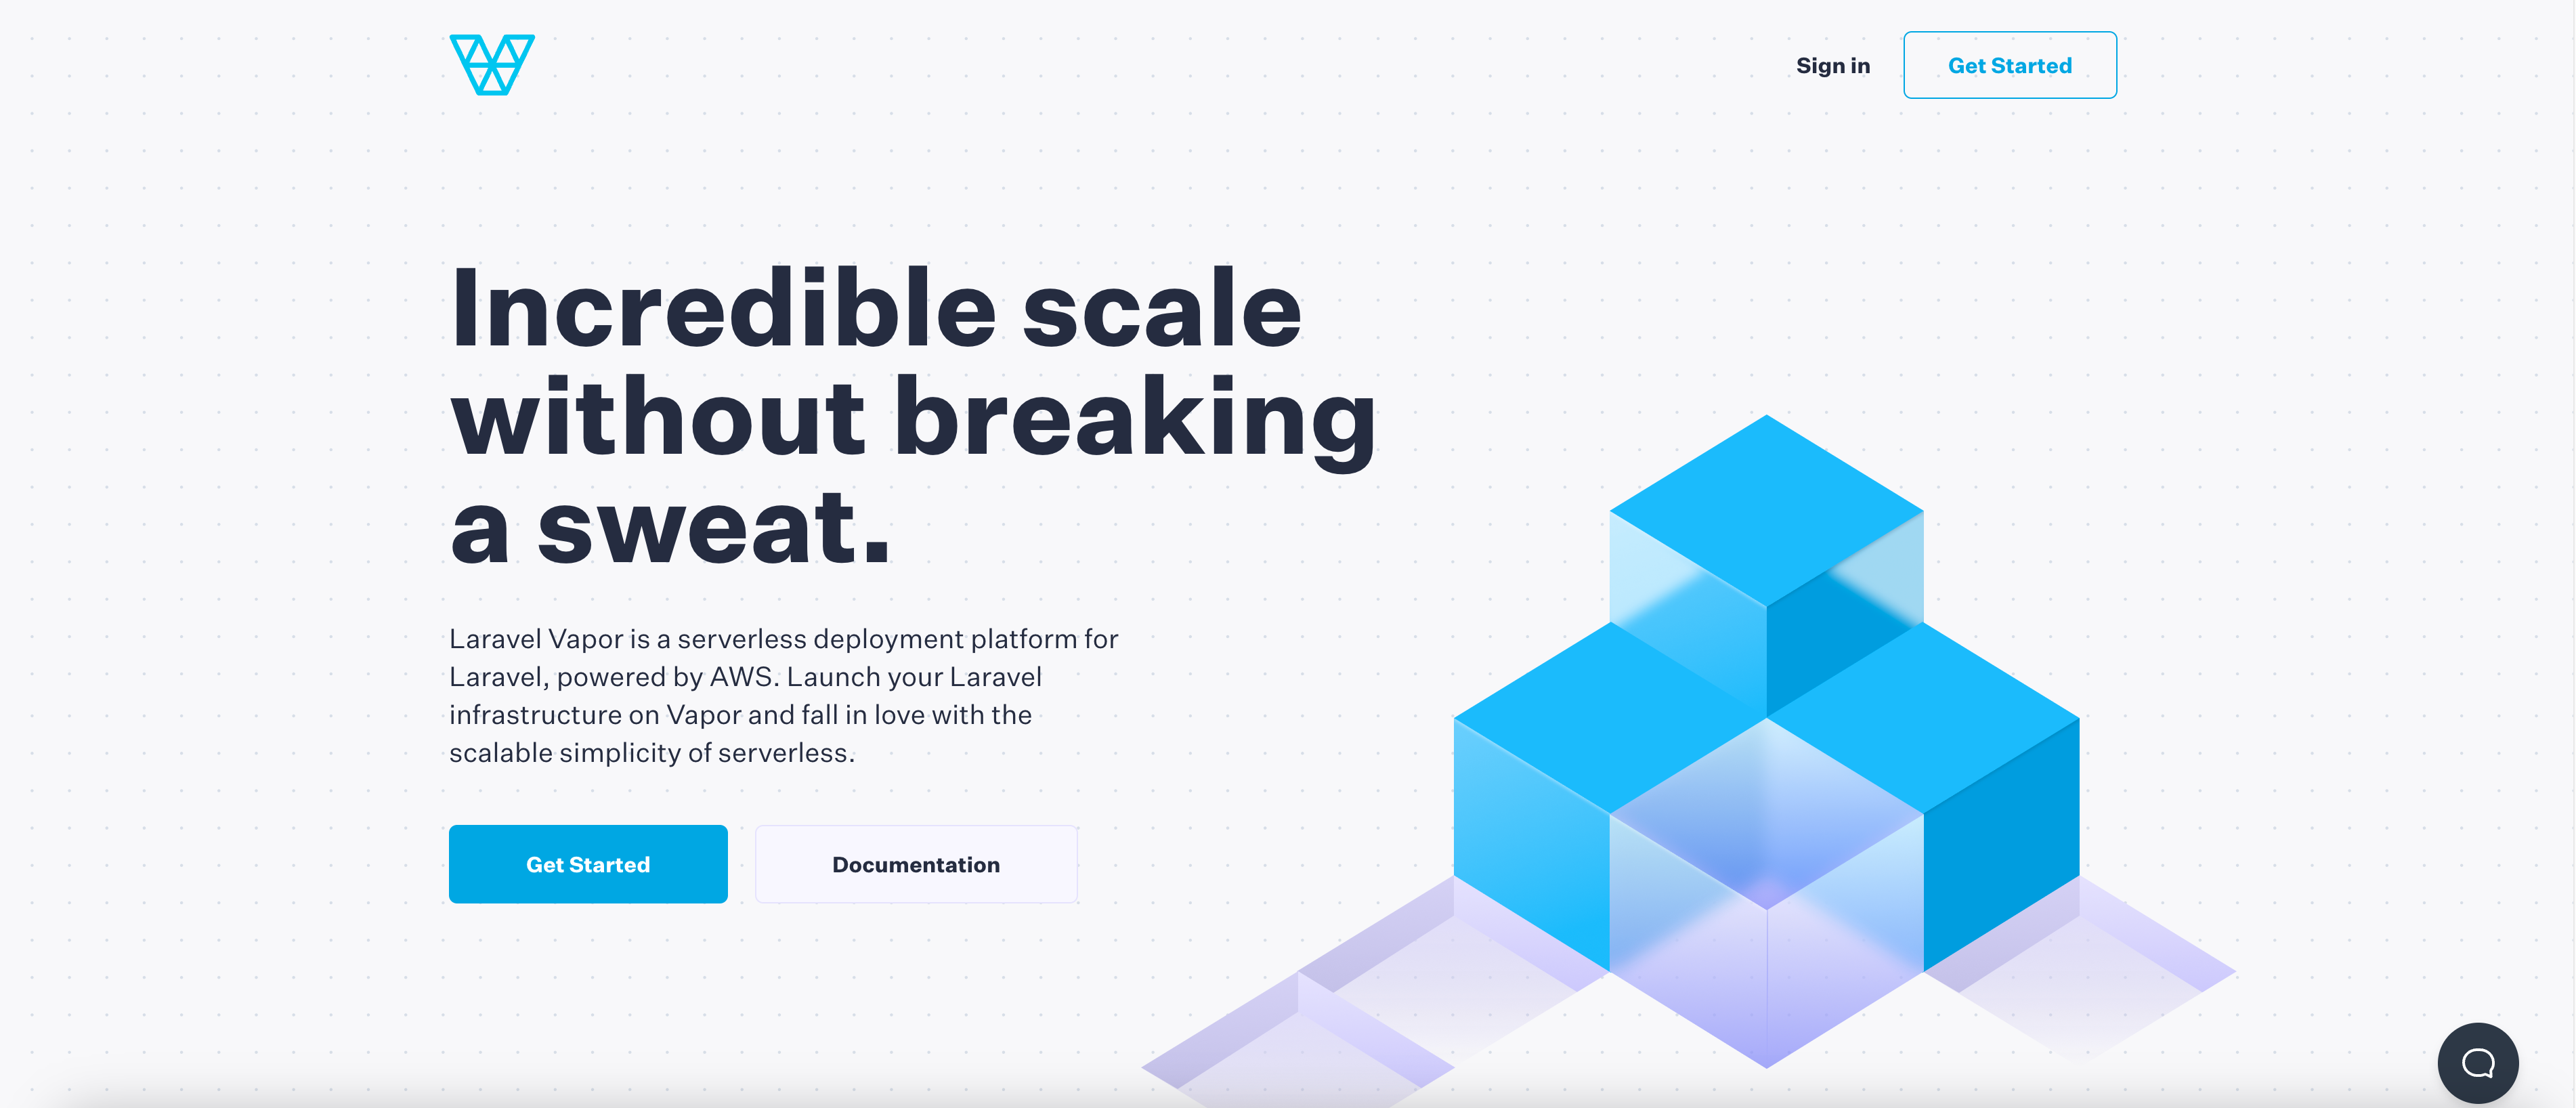 Sign in
Get Started
Incredible scale
without breaking
a sweat.
Laravel Vapor is a serverless deployment platform for
Laravel, powered by AWS. Launch your Laravel
infrastructure on Vapor and fall in love with the
scalable simplicity of serverless.
Get Started
Documentation